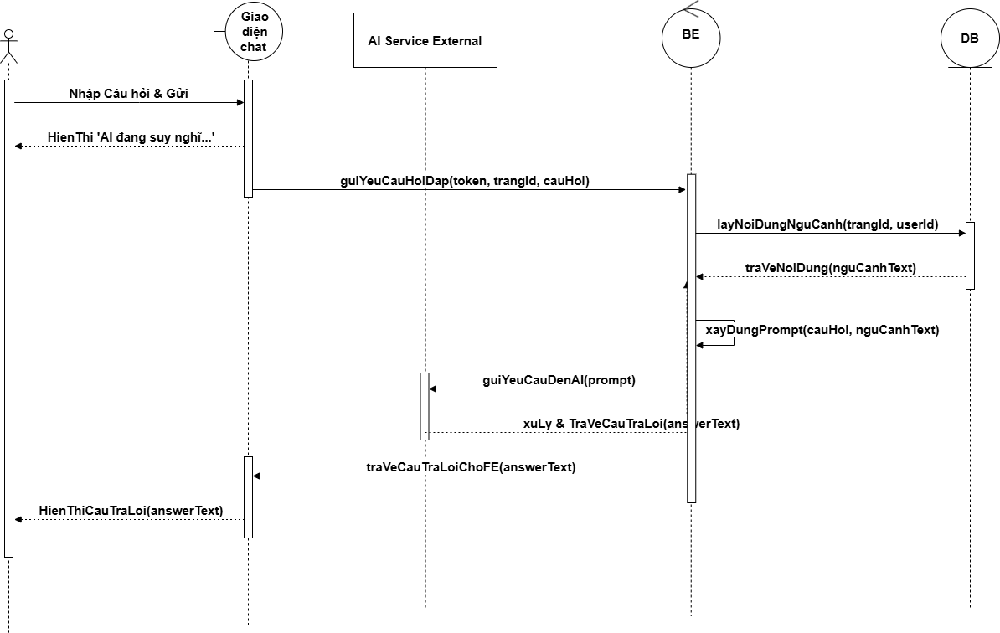 Giao
diện
chat
AI Service External
BE
DB
Nhập Câu hỏi & Gửi
HienThi 'AI đang suy nghĩ...'
guiYeuCauHoiDap(token, trangId, cauHoi)
layNoiDungNguCanh(trangId, userId)
traVeNoiDung(nguCanhText)
xayDungPrompt(cauHoi, nguCanhText)
guiYeuCauDenAI(prompt)
xuLy & TraVeCauTraLoi(answerText)
traVeCauTraLoiChoFE(answerText)
HienThiCauTraLoi(answerText)